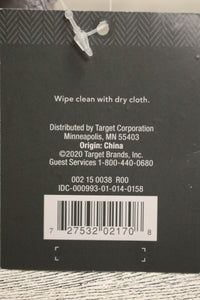 Wipe clean with dry cloth.
Distributed by Target Corporation
Minneapolis, MN 55403
Origin: China
©2020 Target Brands, Inc.
Guest Services 1-800-440-0680
002 15 0038 R00
IDC-000993-01-014-0158
7 27532 02170 8